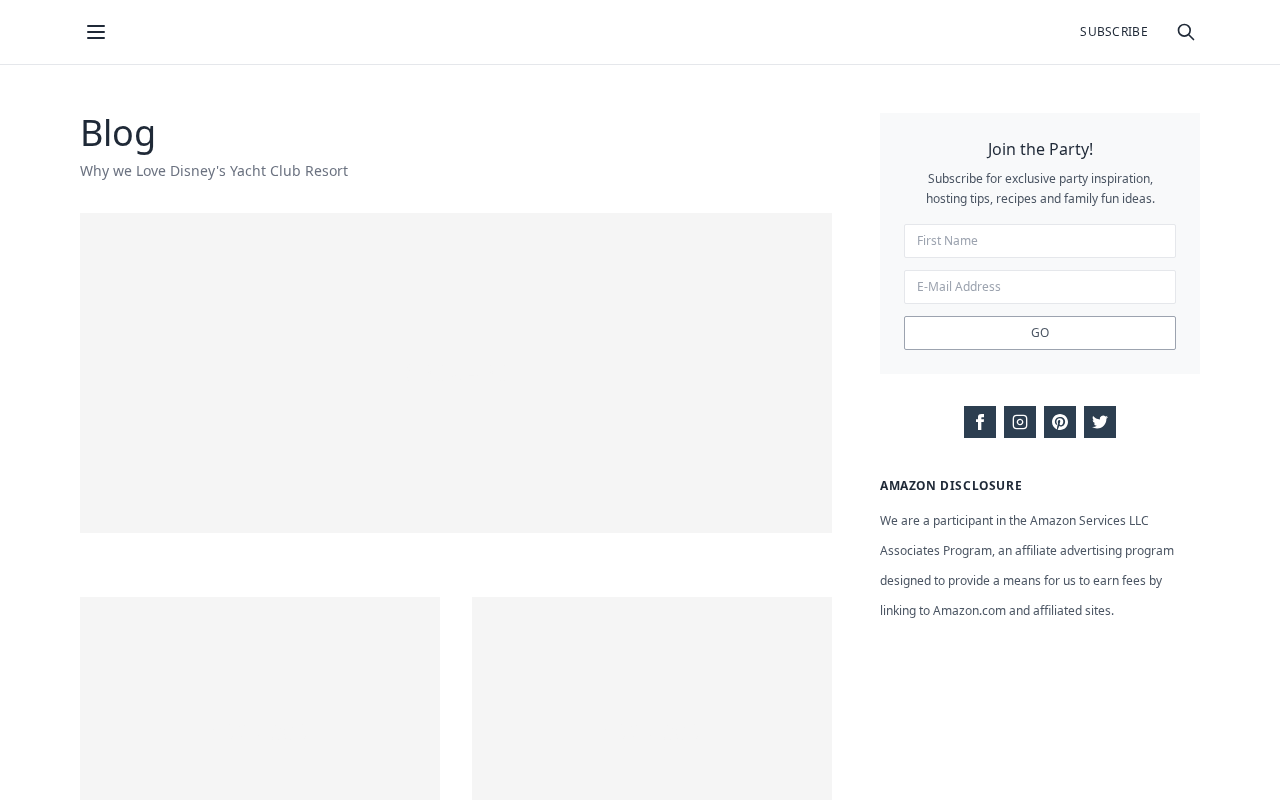 SUBSCRIBE
Blog
Why we Love Disney's Yacht Club Resort
Join the Party!
Subscribe for exclusive party inspiration,
hosting tips, recipes and family fun ideas.
First Name
E-Mail Address
GO
AMAZON DISCLOSURE
We are a participant in the Amazon Services LLC
Associates Program, an affiliate advertising program
designed to provide a means for us to earn fees by
linking to Amazon.com and affiliated sites.